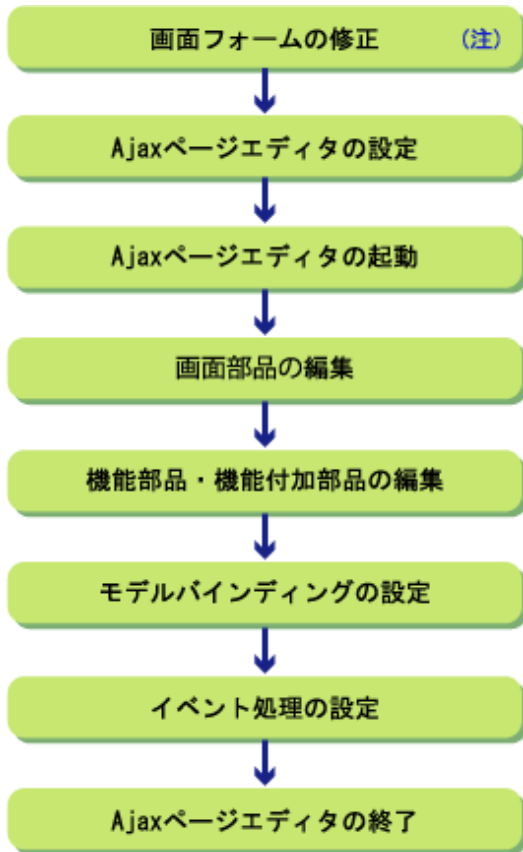 画面フォームの修正 (注)
Ajaxページエディタの設定
Ajaxページエディタの起動
画面部品の編集
機能部品・機能付加部品の編集
モデルバインディングの設定
イベント処理の設定
Ajaxページエディタの終了